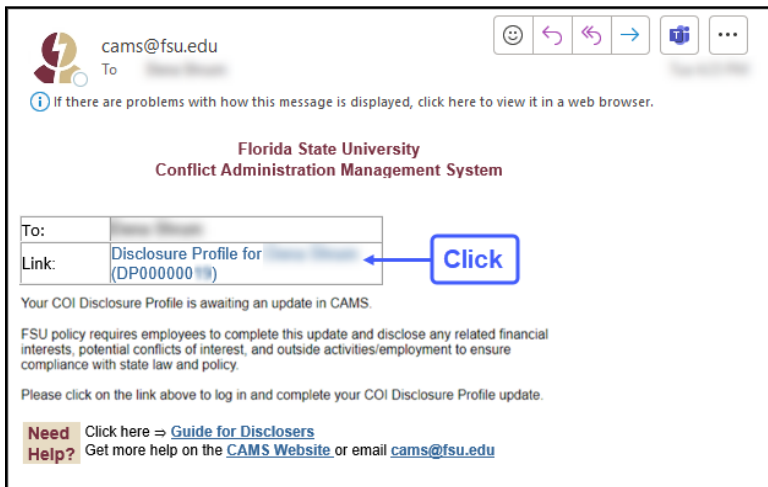 cams@fsu.edu
To
If there are problems with how this message is displayed, click here to view it in a web browser.
Florida State University
Conflict Administration Management System
To:
Link: Disclosure Profile for
(DP000000 )
Click
Your COI Disclosure Profile is awaiting an update in CAMS.
FSU policy requires employees to complete this update and disclose any related financial
interests, potential conflicts of interest, and outside activities/employment to ensure
compliance with state law and policy.
Please click on the link above to log in and complete your COI Disclosure Profile update.
Need Click here ⇒ Guide for Disclosers
Help? Get more help on the CAMS Website or email cams@fsu.edu